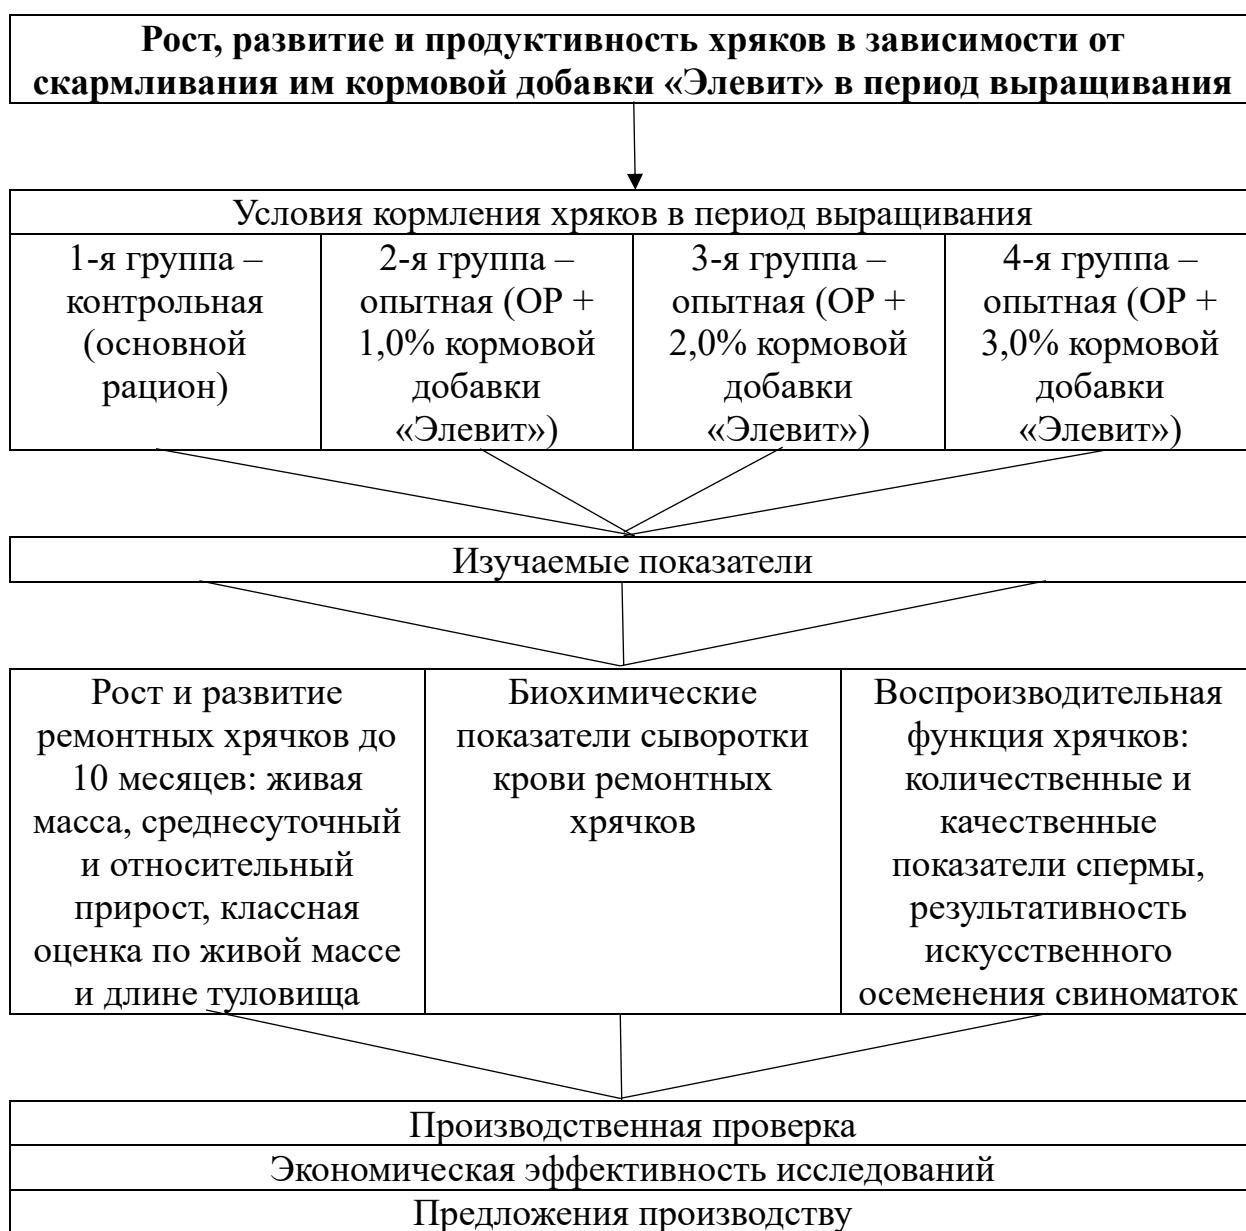 Рост, развитие и продуктивность хряков в зависимости от
скармливания им кормовой добавки «Элевит» в период выращивания
Условия кормления хряков в период выращивания
1-я группа –
контрольная
(основной
рацион)
2-я группа –
опытная (ОР +
1,0% кормовой
добавки
«Элевит»)
3-я группа –
опытная (ОР +
2,0% кормовой
добавки
«Элевит»)
4-я группа –
опытная (ОР +
3,0% кормовой
добавки
«Элевит»)
Изучаемые показатели
Рост и развитие
ремонтных хрячков до
10 месяцев: живая
масса, среднесуточный
и относительный
прирост, классная
оценка по живой массе
и длине туловища
Биохимические
показатели сыворотки
крови ремонтных
хрячков
Воспроизводительная
функция хрячков:
количественные и
качественные
показатели спермы,
результативность
искусственного
осеменения свиноматок
Производственная проверка
Экономическая эффективность исследований
Предложения производству